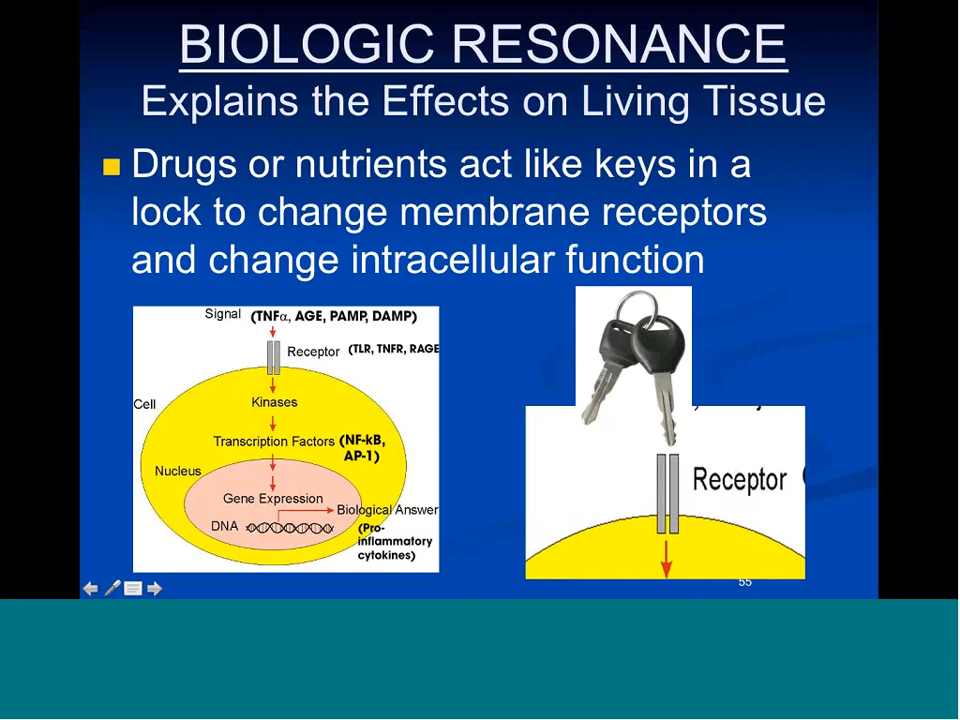 BIOLOGIC RESONANCE
Explains the Effects on Living Tissue
Drugs or nutrients act like keys in a
lock to change membrane receptors
and change intracellular function
Signal (TNFα, AGE, PAMP, DAMP)
Receptor (TLR, TNFR, RAGE
Cell
Kinases
Transcription Factors (NF-kB,
AP-1)
Nucleus
Gene Expression
Biological Answer
DNA
(Pro-
inflammatory
cytokines)
Receptor (
55